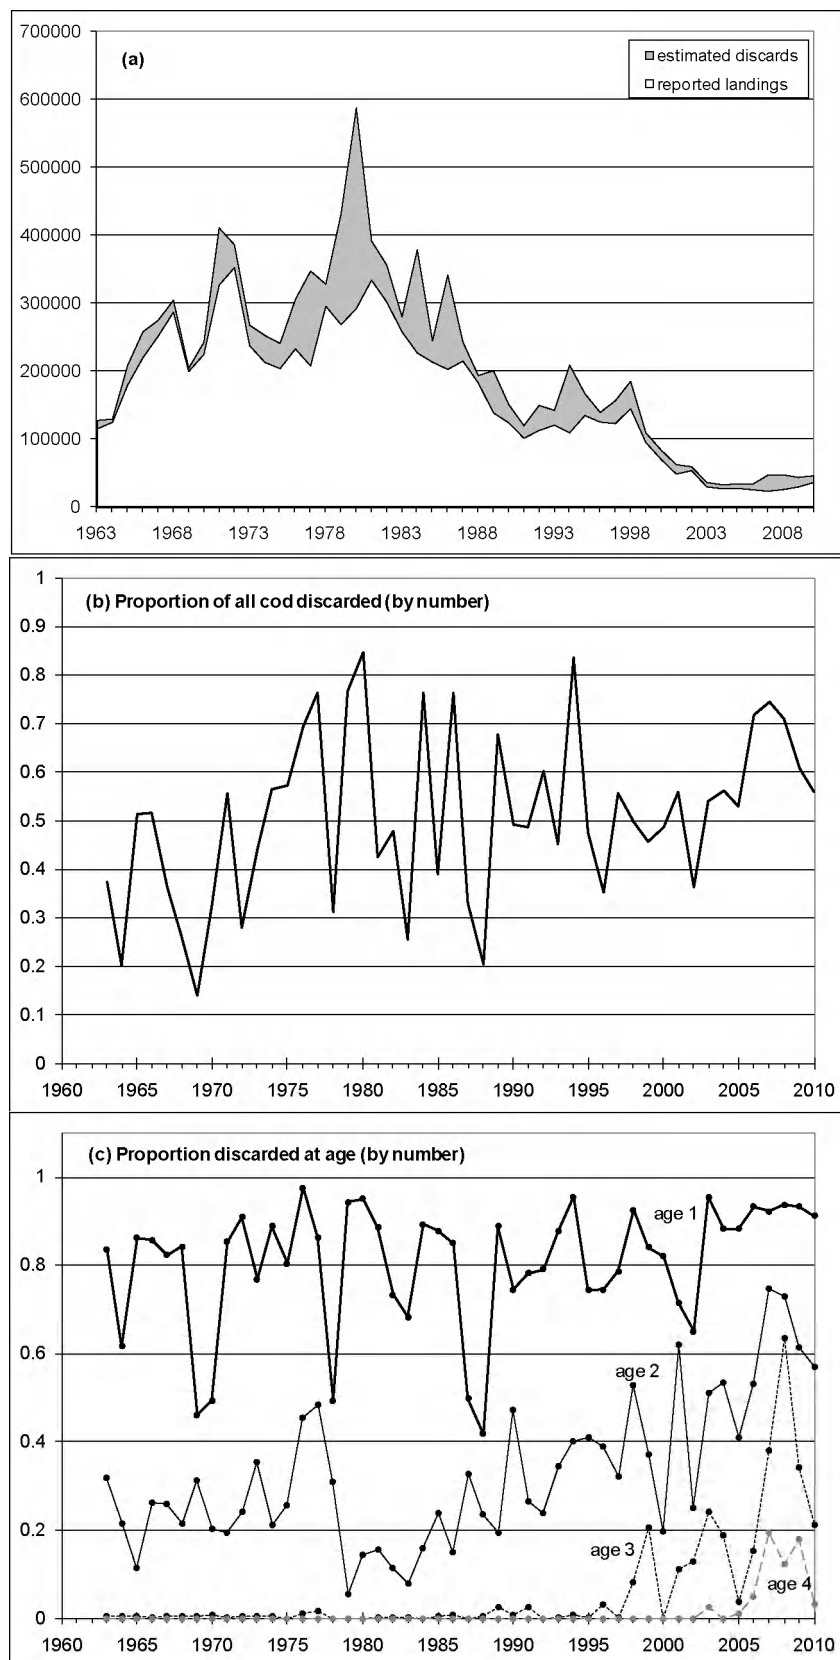 700000
(a)
estimated discards
reported landings
600000
500000
400000
300000
200000
100000
0
1963 1968 1973 1978 1983 1988 1993 1998 2003 2008
1
(b) Proportion of all cod discarded (by number)
0.9
0.8
0.7
0.6
0.5
0.4
0.3
0.2
0.1
0
1960 1965 1970 1975 1980 1985 1990 1995 2000 2005 2010
(c) Proportion discarded at age (by number)
1
age 1
0.8
0.6
age 2
0.4
0.2
age 3
age 4
0
1960 1965 1970 1975 1980 1985 1990 1995 2000 2005 2010